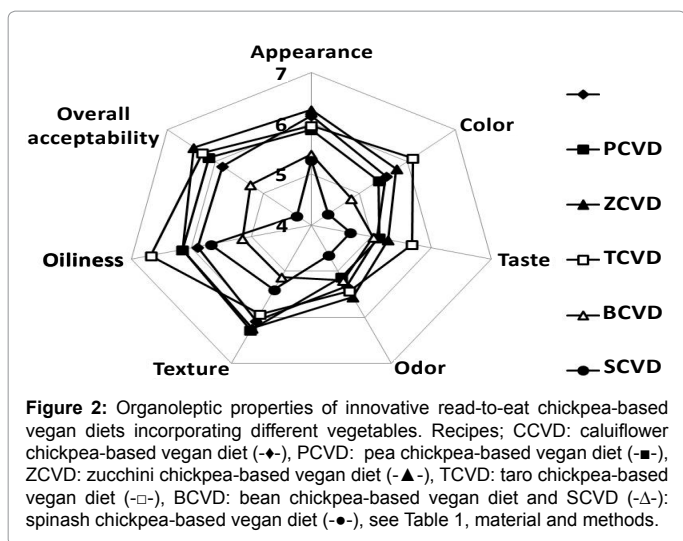 Appearance
7
Overall
acceptability
6
Color
5
PCVD
4
ZCVD
Taste
TCVD
Oiliness
BCVD
Texture
Odor
SCVD
Figure 2: Organoleptic properties of innovative read-to-eat chickpea-based
vegan diets incorporating different vegetables. Recipes; CCVD: caluiflower
chickpea-based vegan diet (-♦-), PCVD: pea chickpea-based vegan diet (-■-),
ZCVD: zucchini chickpea-based vegan diet (-▲-), TCVD: taro chickpea-based
vegan diet (-□-), BCVD: bean chickpea-based vegan diet and SCVD (-Δ-):
spinash chickpea-based vegan diet (-●-), see Table 1, material and methods.